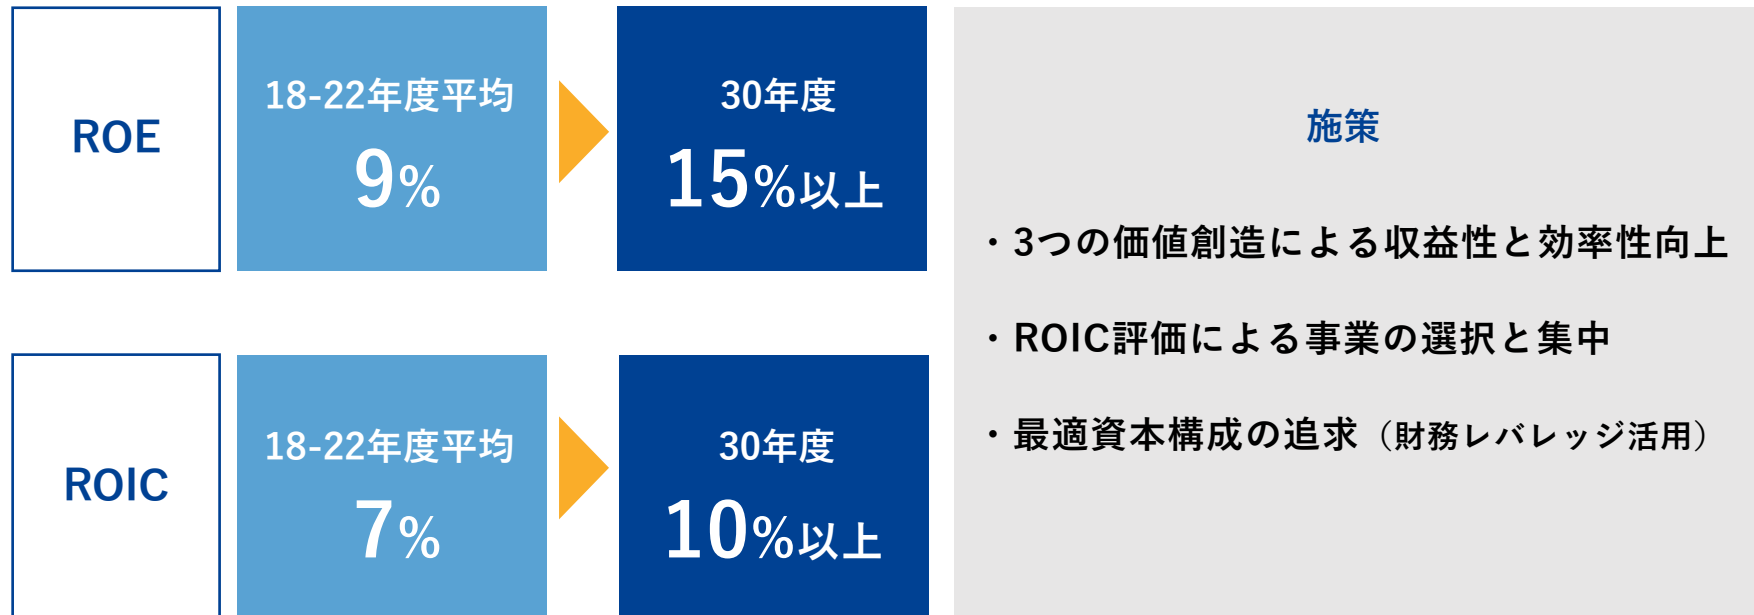 ROE
18-22年度平均
9%
30年度
15%以上
ROIC
18-22年度平均
7%
30年度
10%以上
施策
・3つの価値創造による収益性と効率性向上
・ROIC評価による事業の選択と集中
・最適資本構成の追求（財務レバレッジ活用）